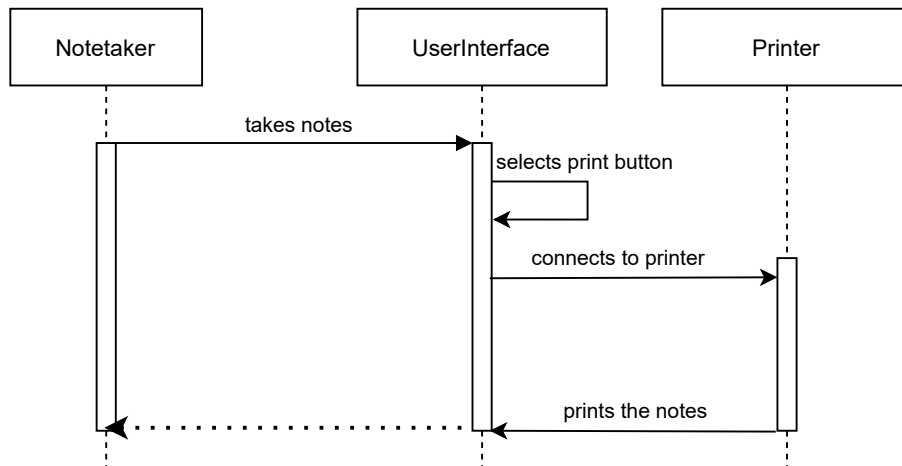 Notetaker
UserInterface
Printer
takes notes
selects print button
connects to printer
prints the notes